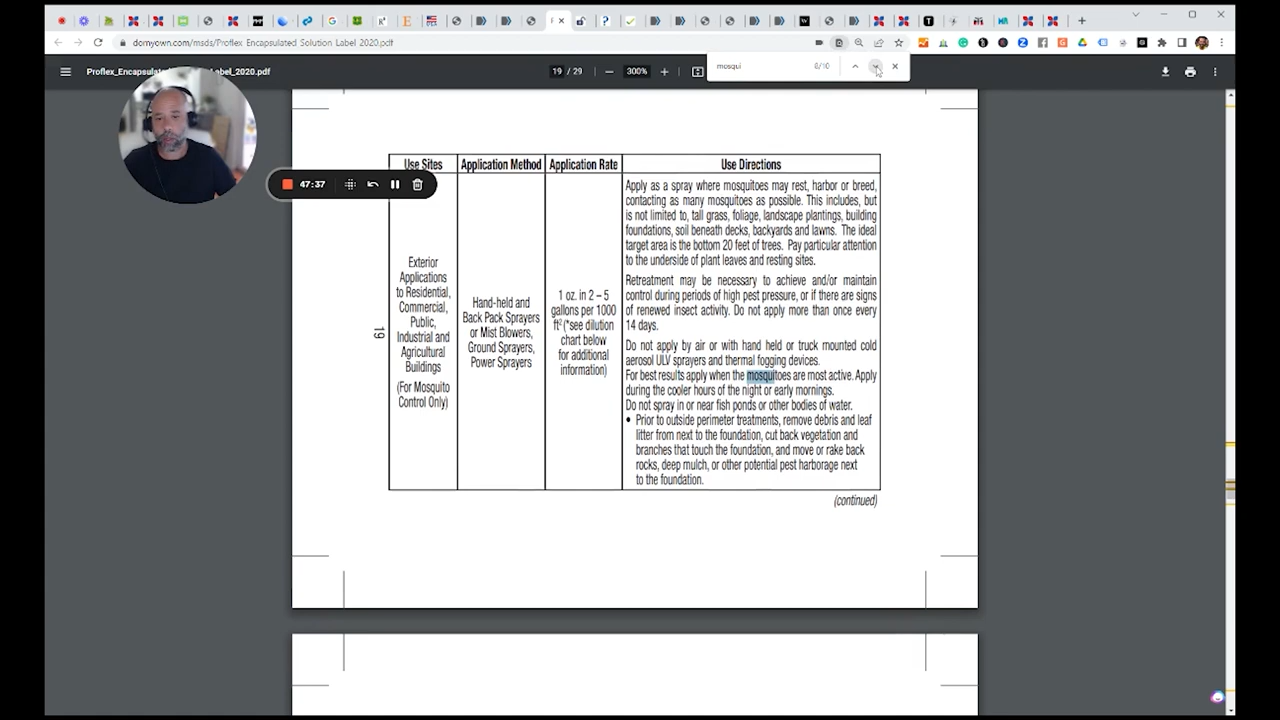 domyown.com/msds/Proflex Encapsulated Solution Label 2020.pdf
mosqui
8/10
Proflex_Encapsulated
Label_2020.pdf
19 / 29
300%
47:37
Use Sites
Application Method
Application Rate
Use Directions
Exterior
Applications
to Residential,
Commercial,
Public,
Industrial and
Agricultural
Buildings
(For Mosquito
Control Only)
Hand-held and
Back Pack Sprayers
or Mist Blowers,
Ground Sprayers,
Power Sprayers
1 oz. in 2 – 5
gallons per 1000
ft² (*see dilution
chart below
for additional
information)
Apply as a spray where mosquitoes may rest, harbor or breed,
contacting as many mosquitoes as possible. This includes, but
is not limited to, tall grass, foliage, landscape plantings, building
foundations, soil beneath decks, backyards and lawns. The ideal
target area is the bottom 20 feet of trees. Pay particular attention
to the underside of plant leaves and resting sites.
Retreatment may be necessary to achieve and/or maintain
control during periods of high pest pressure, or if there are signs
of renewed insect activity. Do not apply more than once every
14 days.
Do not apply by air or with hand held or truck mounted cold
aerosol ULV sprayers and thermal fogging devices.
For best results apply when the mosquitoes are most active. Apply
during the cooler hours of the night or early mornings.
Do not spray in or near fish ponds or other bodies of water.
• Prior to outside perimeter treatments, remove debris and leaf
litter from next to the foundation, cut back vegetation and
branches that touch the foundation, and move or rake back
rocks, deep mulch, or other potential pest harborage next
to the foundation.
19
(continued)